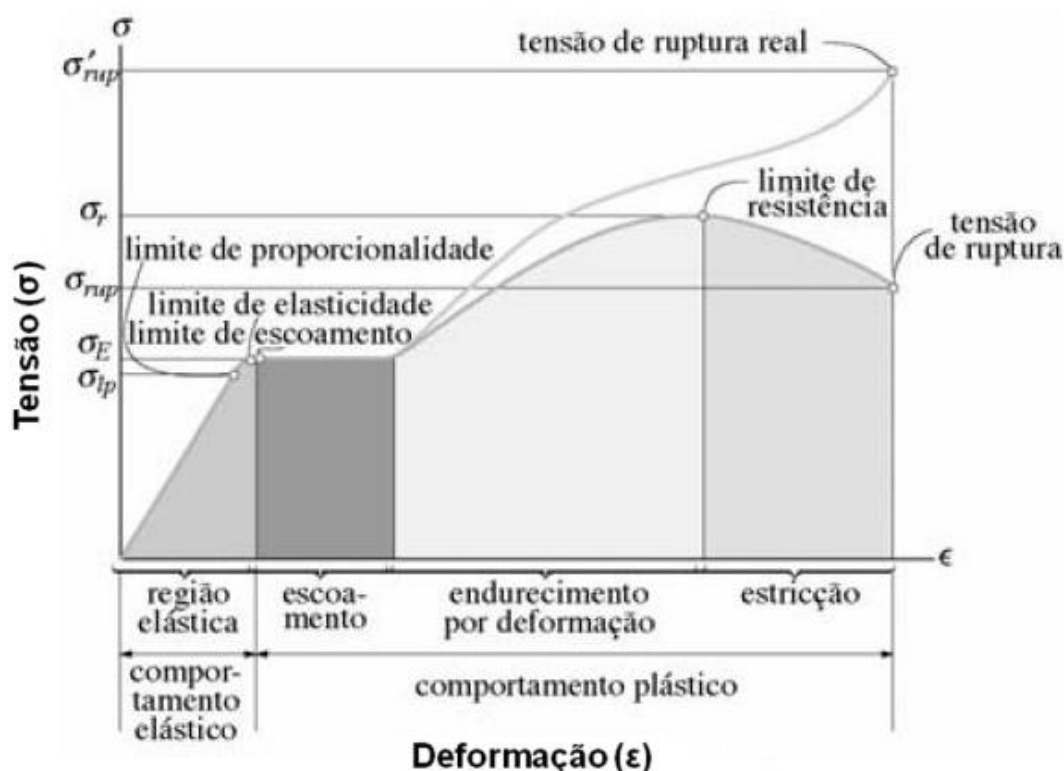 σ
tensão de ruptura real
σ'rup
σr
limite de
resistência
limite de proporcionalidade
tensão
de ruptura
σrup
limite de elasticidade
limite de escoamento
σE
σlp
Tensão (σ)
ϵ
região
elástica
escoa-
mento
endurecimento
por deformação
estricção
compor-
tamento
elástico
comportamento plástico
Deformação (ε)